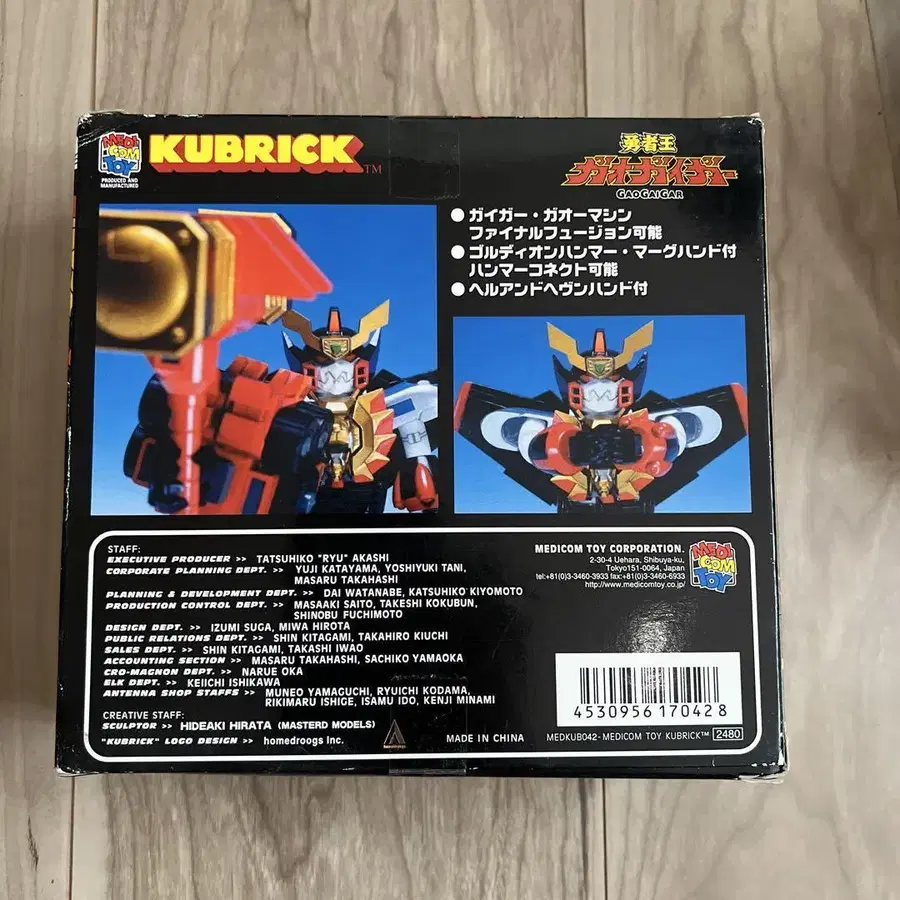 MEDI
COM
TOY
PRODUCED AND
MANUFACTURED
KUBRICK™
勇者王
ガオガイガー
GAOGAIGAR
● ガイガー・ガオーマシン
ファイナルフュージョン可能
● ゴルディオンハンマー・マーグハンド付
ハンマーコネクト可能
● ヘルアンドヘヴンハンド付
STAFF:
EXECUTIVE PRODUCER >> TATSUHIKO "RYU" AKASHI
CORPORATE PLANNING DEPT. >> YUJI KATAYAMA, YOSHIYUKI TANI,
MASARU TAKAHASHI
PLANNING & DEVELOPMENT DEPT. >> DAI WATANABE, KATSUHIKO KIYOMOTO
PRODUCTION CONTROL DEPT. >> MASAAKI SAITO, TAKESHI KOKUBUN,
SHINOBU FUCHIMOTO
DESIGN DEPT. >> IZUMI SUGA, MIWA HIROTA
PUBLIC RELATIONS DEPT. >> SHIN KITAGAMI, TAKAHIRO KIUCHI
SALES DEPT. >> SHIN KITAGAMI, TAKASHI IWAO
ACCOUNTING SECTION >> MASARU TAKAHASHI, SACHIKO YAMAOKA
CRO-MAGNON DEPT. >> NARUE OKA
ELK DEPT. >> KEIICHI ISHIKAWA
ANTENNA SHOP STAFFS >> MUNEO YAMAGUCHI, RYUICHI KODAMA,
RIKIMARU ISHIGE, ISAMU IDO, KENJI MINAMI
CREATIVE STAFF:
SCULPTOR >> HIDEAKI HIRATA (MASTERD MODELS)
"KUBRICK" LOGO DESIGN >> homedroogs Inc.
MEDICOM TOY CORPORATION.
2-30-4 Uehara, Shibuya-ku,
Tokyo151-0064, Japan
tel:+81(0)3-3460-3933 fax:+81(0)3-3460-6933
http://www.medicomtoy.co.jp/
MEDI
COM
TOY
4530956170428
MADE IN CHINA
MEDKUB042-MEDICOM TOY KUBRICK™ 2480